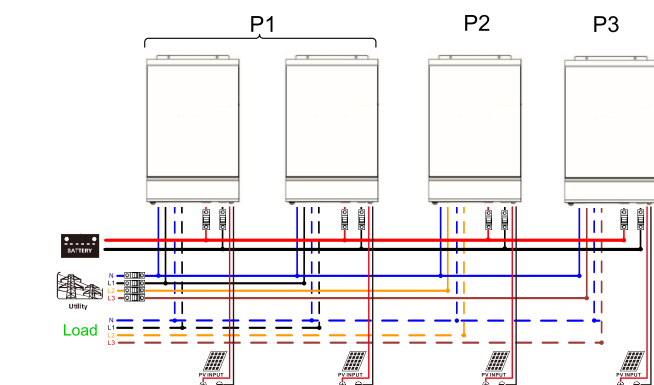 P1 P2 P3
BATTERY
N
L1
L2
L3
Utility
Load
N
L1
L2
L3
PV INPUT PV INPUT PV INPUT PV INPUT